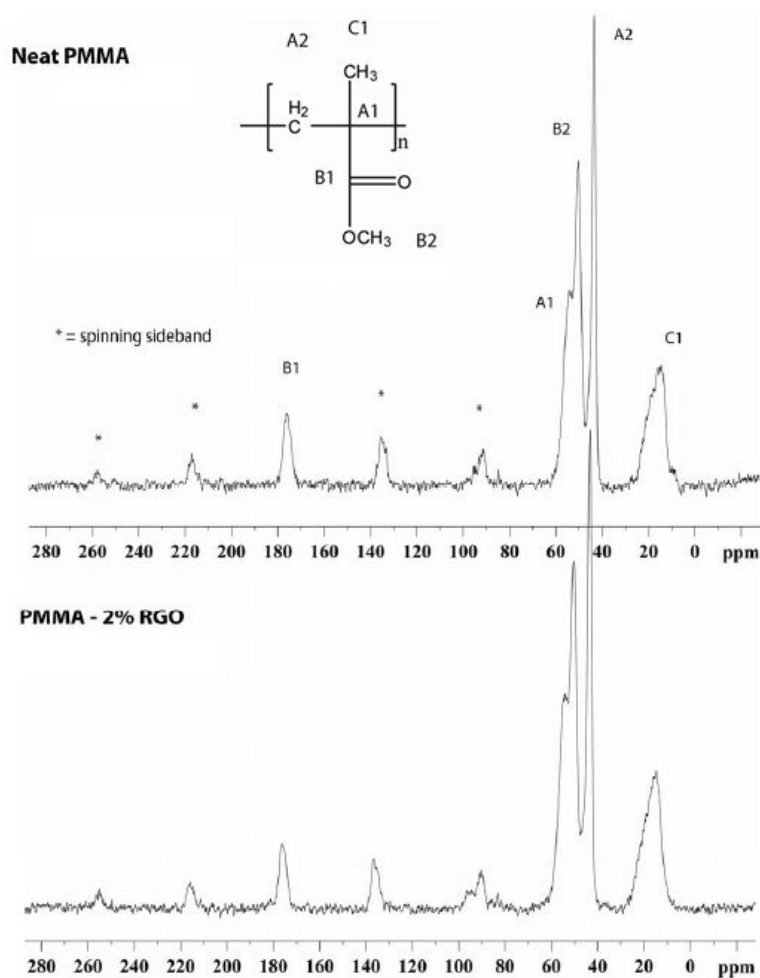 A2
C1
A2
Neat PMMA
CH₃
H₂
C
A1
n
B2
B1
O
OCH₃
B2
A1
* = spinning sideband
C1
B1
*
*
*
*
280 260 240 220 200 180 160 140 120 100 80 60 40 20 0 ppm
PMMA - 2% RGO
280 260 240 220 200 180 160 140 120 100 80 60 40 20 0 ppm